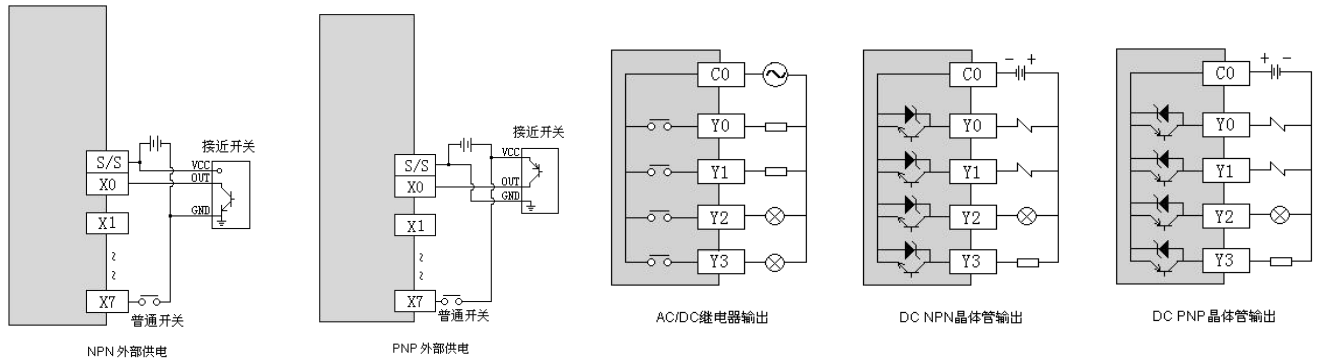 S/S
X0
X1
X7
VCC
OUT
GND
接近开关
普通开关
NPN 外部供电
S/S
X0
X1
X7
VCC
OUT
GND
接近开关
普通开关
PNP 外部供电
C0
Y0
Y1
Y2
Y3
AC/DC继电器输出
- +
C0
Y0
Y1
Y2
Y3
DC NPN晶体管输出
+ -
C0
Y0
Y1
Y2
Y3
DC PNP晶体管输出